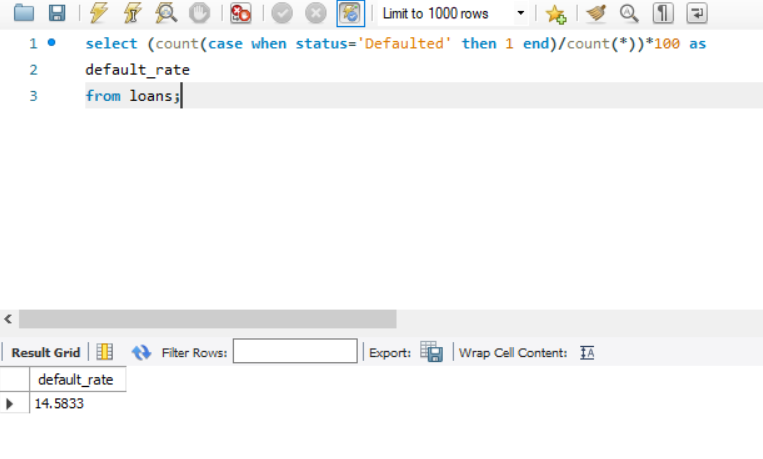 Limit to 1000 rows
1 select (count(case when status='Defaulted' then 1 end)/count(*))*100 as
2 default_rate
3 from loans;
Result Grid Filter Rows: Export: Wrap Cell Content: IA
default_rate
14.5833